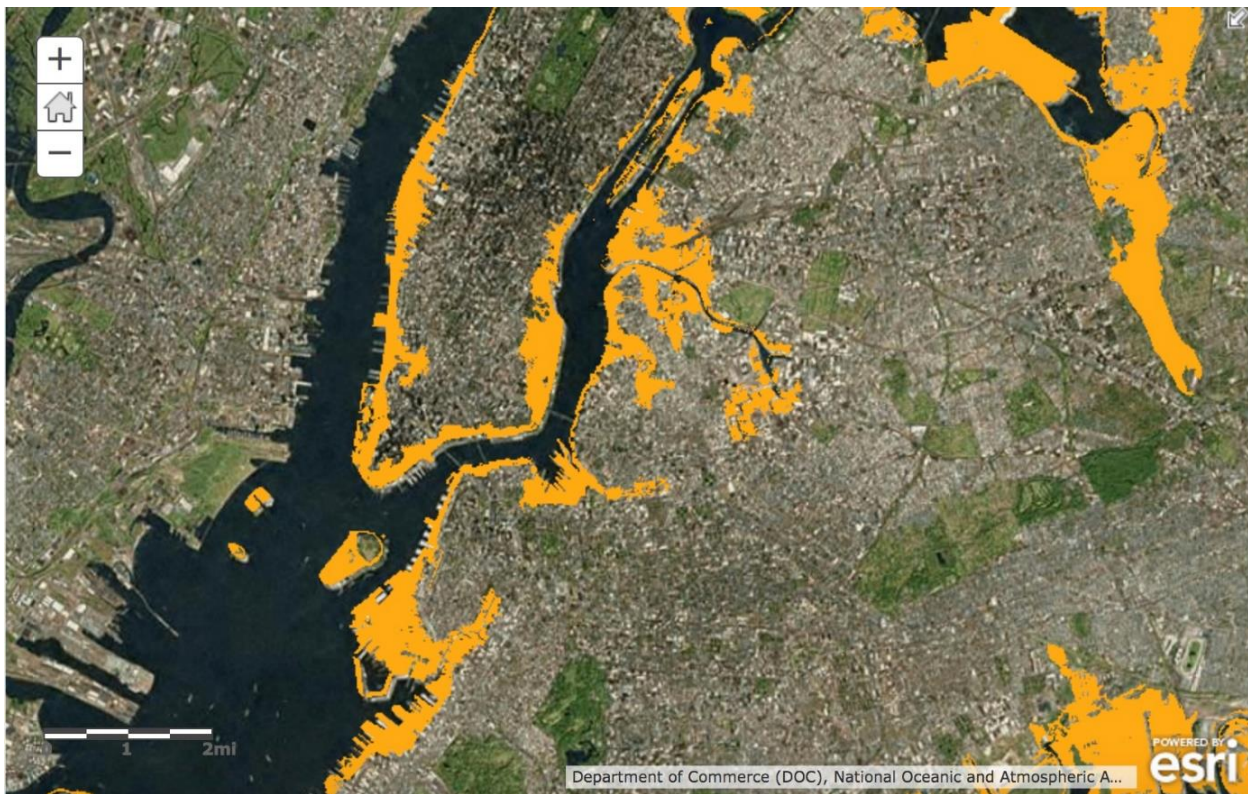 +
−
1
2mi
Department of Commerce (DOC), National Oceanic and Atmospheric A...
POWERED BY
esri